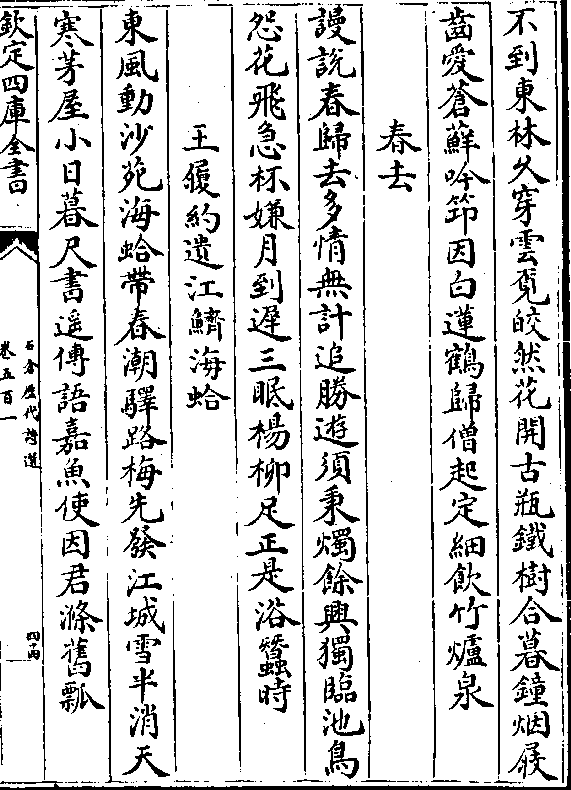 不到東林久穿雲覓皎然花開古瓶鐵樹合暮鐘烟屐
齒愛蒼蘚吟笻因白蓮鶴歸僧起定細飲竹爐泉
春去
謾説春歸去多情無計追勝遊須秉燭餘興獨臨池鳥
怨花飛急杯嫌月到遲三眠楊柳足正是浴蠶時
王履約遺江鱭海蛤
東風動沙苑海蛤帶春潮驛路梅先發江城雪半消天
寒茅屋小日暮尺書遥傳語嘉魚使因君滌舊瓢
欽定四庫全書
石倉歷代詩選
卷五百一